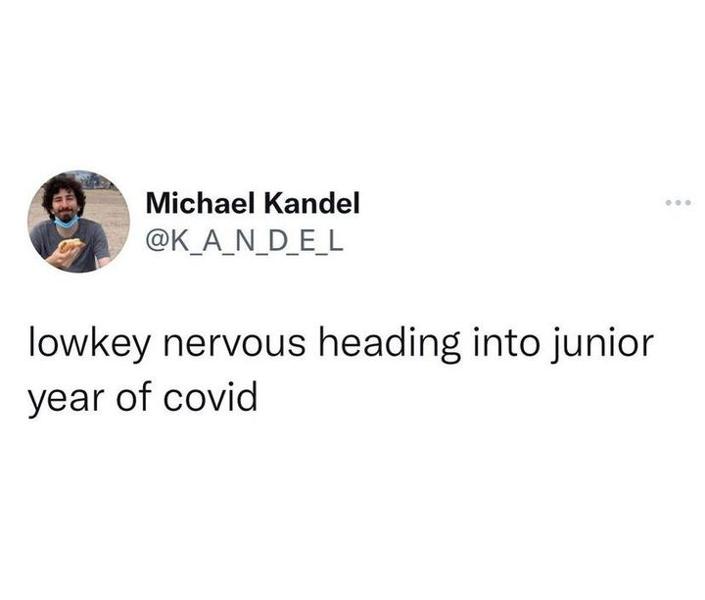 Michael Kandel
@K_A_N_D_E_L
lowkey nervous heading into junior
year of covid